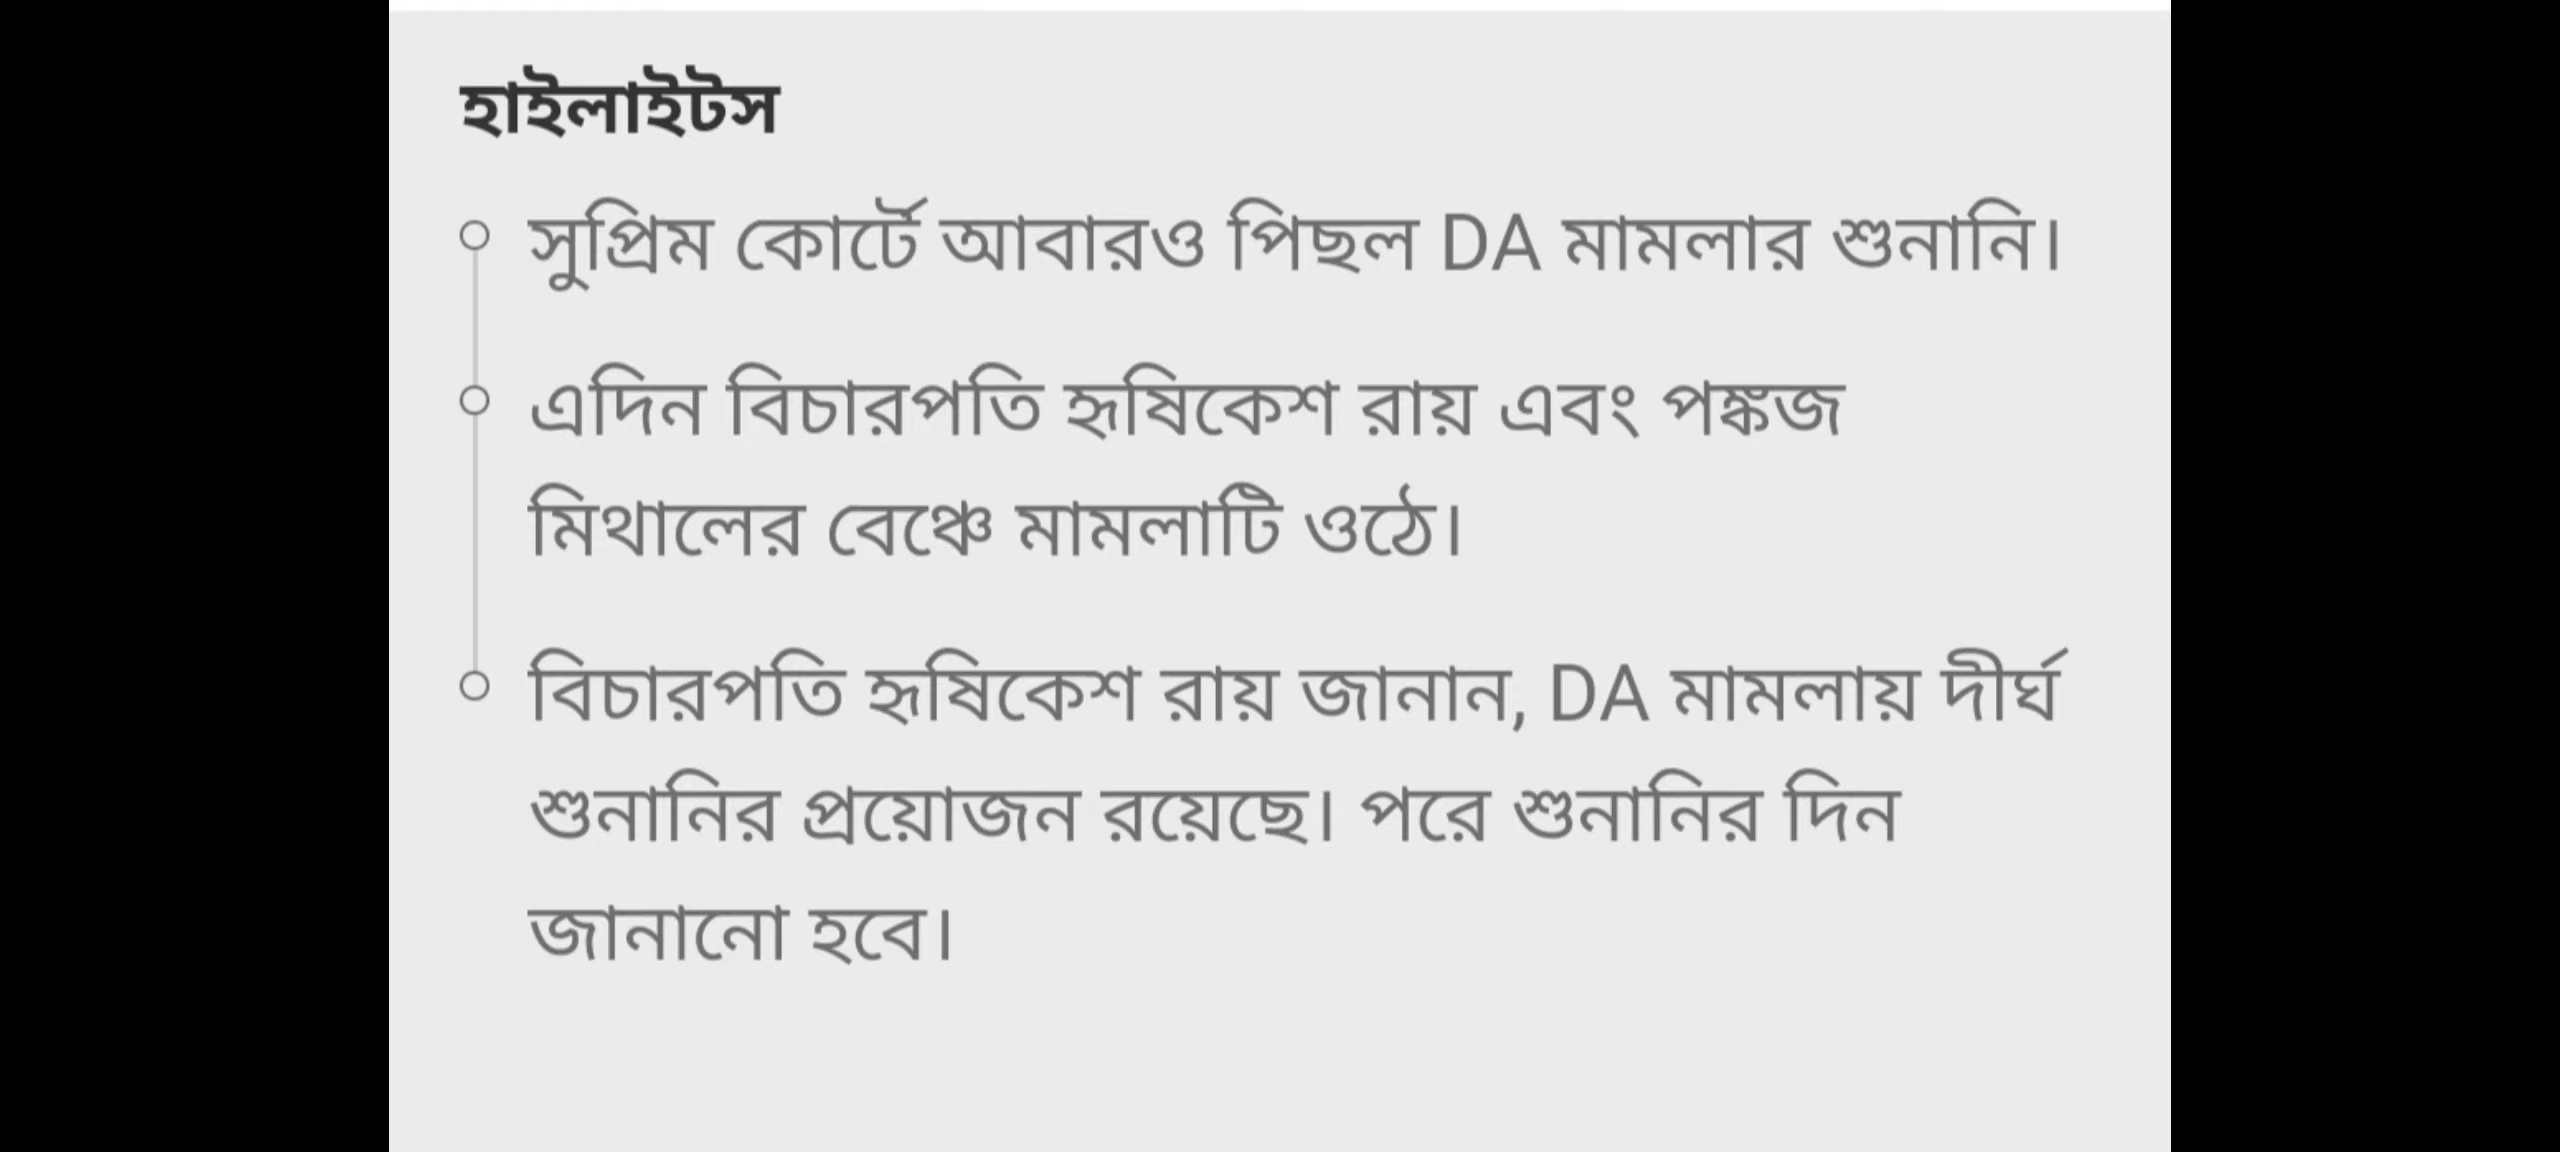 হাইলাইটস
সুপ্রিম কোর্টে আবারও পিছল DA মামলার শুনানি।
এদিন বিচারপতি হৃষিকেশ রায় এবং পঙ্কজ
মিথালের বেঞ্চে মামলাটি ওঠে।
বিচারপতি হৃষিকেশ রায় জানান, DA মামলায় দীর্ঘ
শুনানির প্রয়োজন রয়েছে। পরে শুনানির দিন
জানানো হবে।